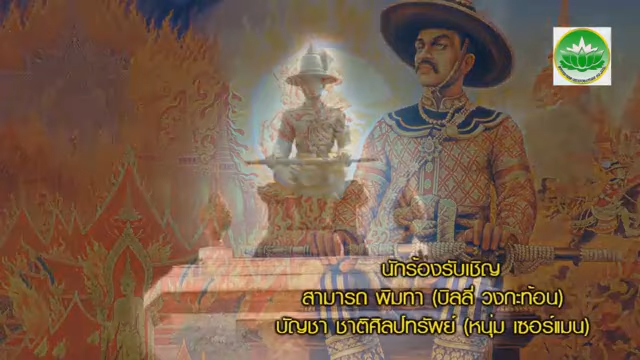 นักร้องรับเชิญ
สามารถ พิมทา (บิลลี่ วงกะท้อน)
บัญชา ชาติศิลปทรัพย์ (หนุ่ม เซอร์แมน)